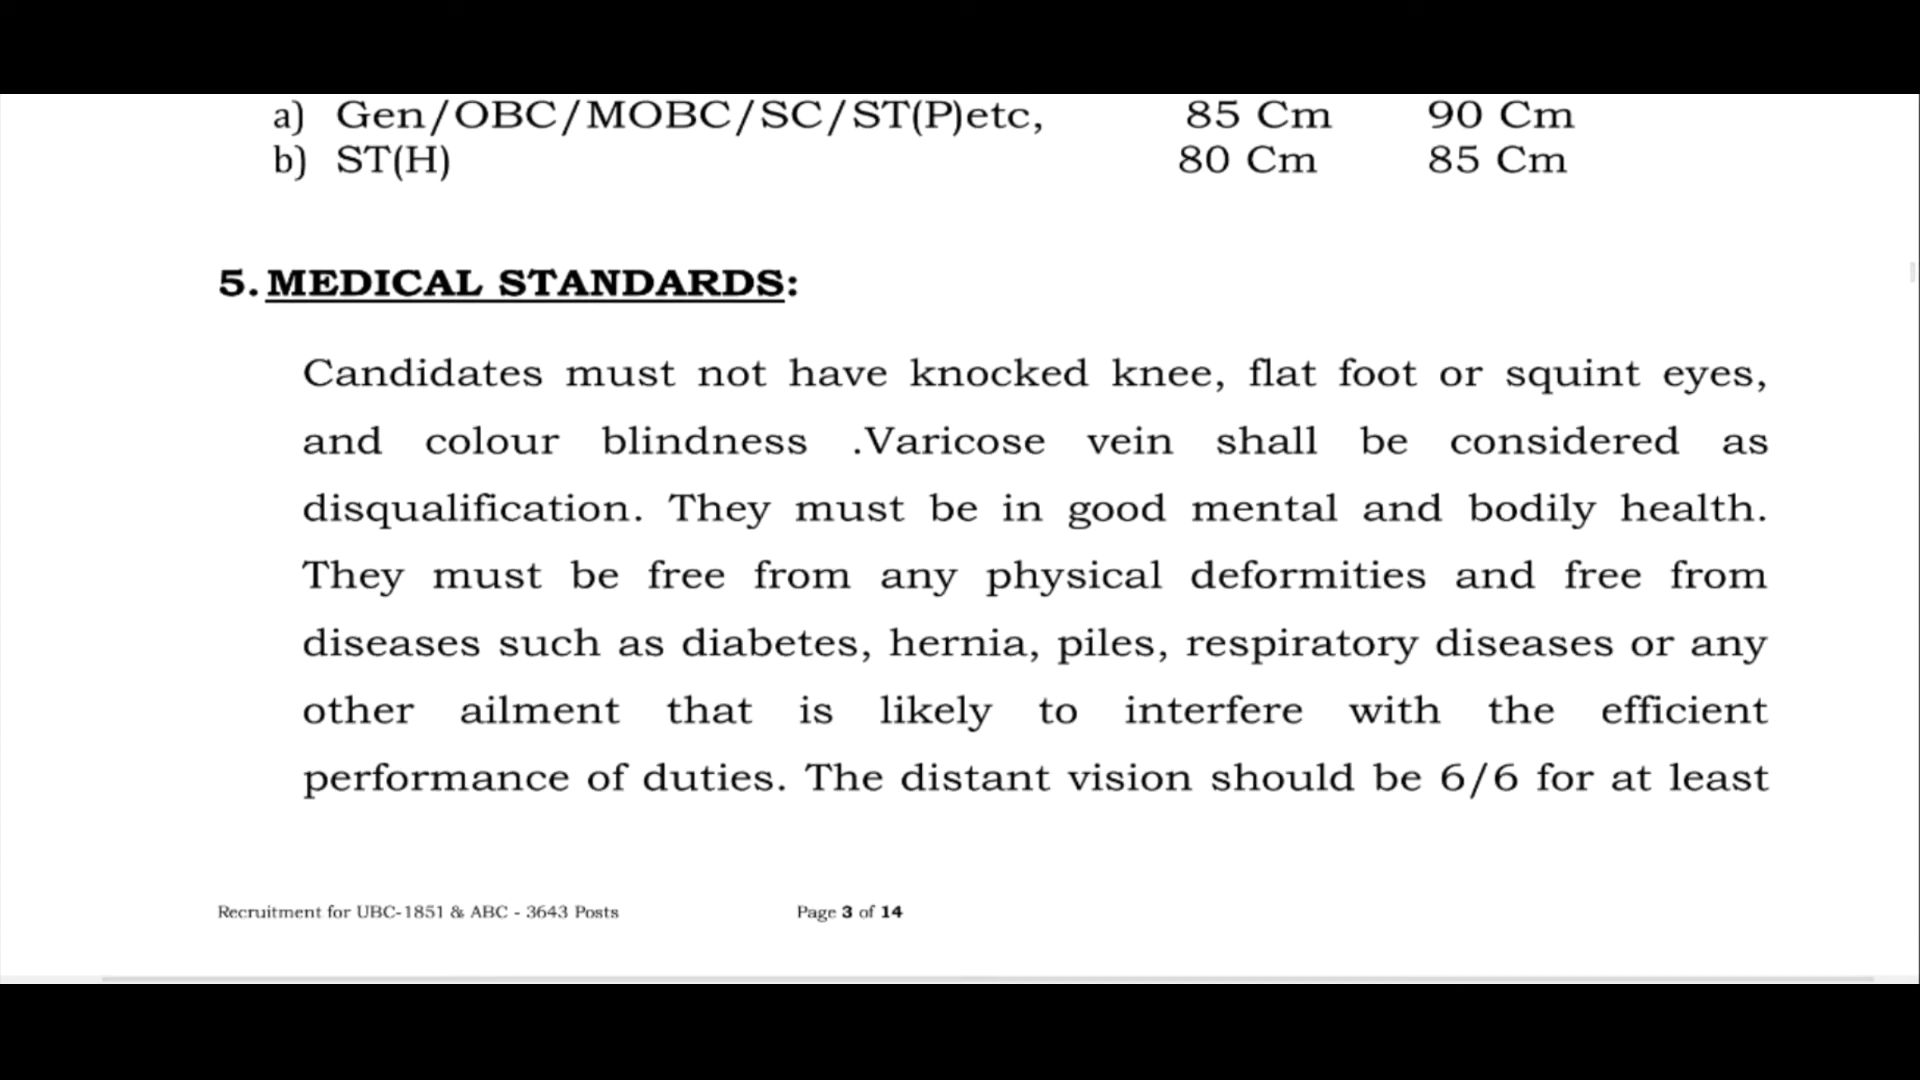 a) Gen/OBC/MOBC/SC/ST(P)etc, 85 Cm 90 Cm
b) ST(H) 80 Cm 85 Cm
5. MEDICAL STANDARDS:
Candidates must not have knocked knee, flat foot or squint eyes,
and colour blindness .Varicose vein shall be considered as
disqualification. They must be in good mental and bodily health.
They must be free from any physical deformities and free from
diseases such as diabetes, hernia, piles, respiratory diseases or any
other ailment that is likely to interfere with the efficient
performance of duties. The distant vision should be 6/6 for at least
Recruitment for UBC-1851 & ABC - 3643 Posts Page 3 of 14